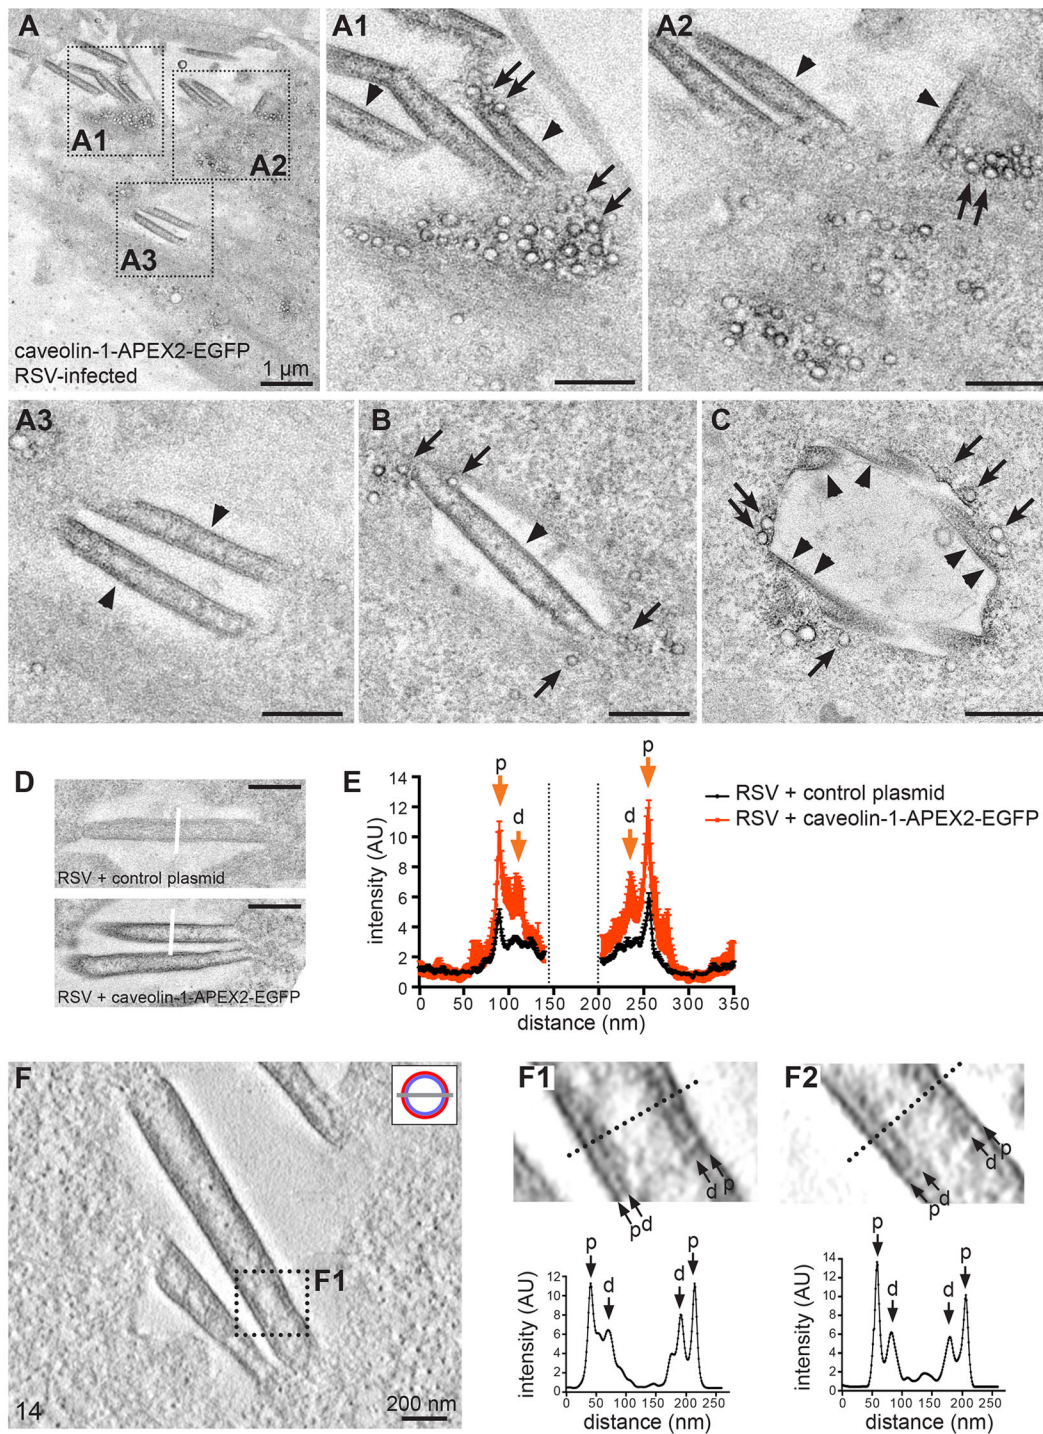 A
A1
A2
A3
caveolin-1-APEX2-EGFP
RSV-infected
1 µm
A1
A2
A3
B
C
D
RSV + control plasmid
RSV + caveolin-1-APEX2-EGFP
E
p
d
d
p
14
12
10
8
6
4
2
0
intensity (AU)
0
50
100
150
200
250
300
350
distance (nm)
RSV + control plasmid
RSV + caveolin-1-APEX2-EGFP
F
F1
14
200 nm
F1
d
p
p
d
p
d
d
p
intensity (AU)
14
12
10
8
6
4
2
0
0
50
100
150
200
250
distance (nm)
F2
p
d
d
p
p
d
d
p
intensity (AU)
14
12
10
8
6
4
2
0
0
50
100
150
200
250
distance (nm)